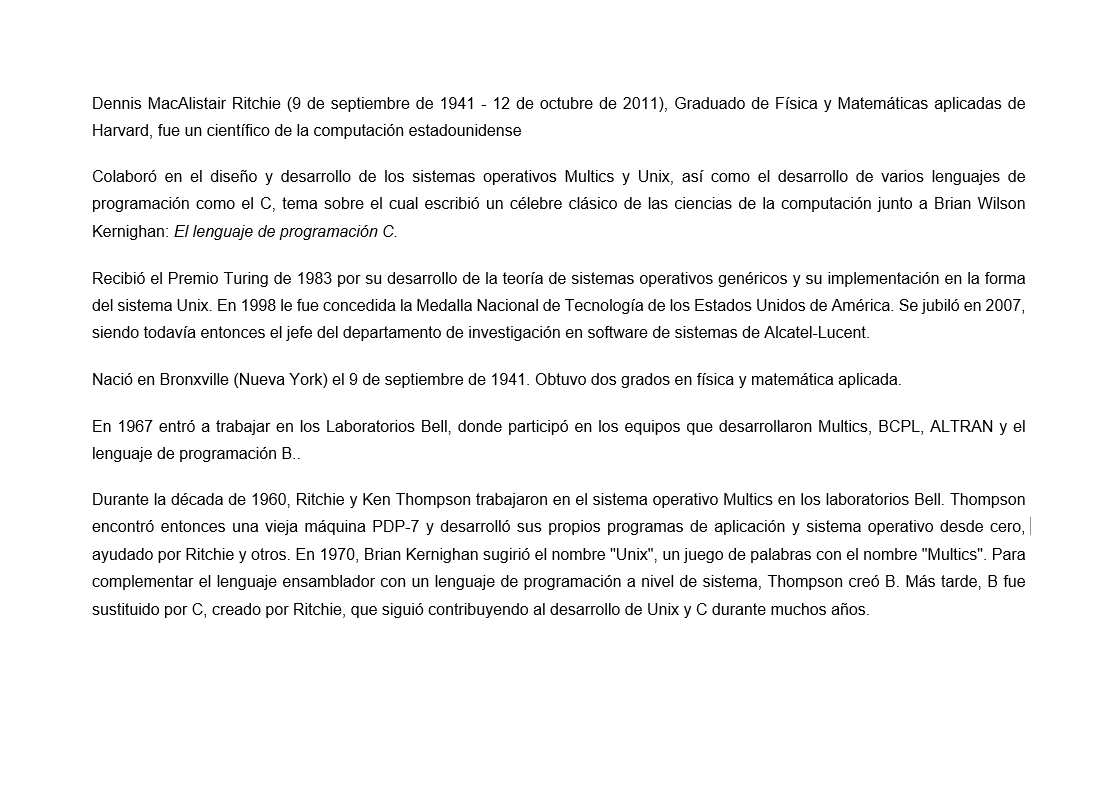 Dennis MacAlistair Ritchie (9 de septiembre de 1941 - 12 de octubre de 2011), Graduado de Física y Matemáticas aplicadas de
Harvard, fue un científico de la computación estadounidense
Colaboró en el diseño y desarrollo de los sistemas operativos Multics y Unix, así como el desarrollo de varios lenguajes de
programación como el C, tema sobre el cual escribió un célebre clásico de las ciencias de la computación junto a Brian Wilson
Kernighan: El lenguaje de programación C.
Recibió el Premio Turing de 1983 por su desarrollo de la teoría de sistemas operativos genéricos y su implementación en la forma
del sistema Unix. En 1998 le fue concedida la Medalla Nacional de Tecnología de los Estados Unidos de América. Se jubiló en 2007,
siendo todavía entonces el jefe del departamento de investigación en software de sistemas de Alcatel-Lucent.
Nació en Bronxville (Nueva York) el 9 de septiembre de 1941. Obtuvo dos grados en física y matemática aplicada.
En 1967 entró a trabajar en los Laboratorios Bell, donde participó en los equipos que desarrollaron Multics, BCPL, ALTRAN y el
lenguaje de programación B..
Durante la década de 1960, Ritchie y Ken Thompson trabajaron en el sistema operativo Multics en los laboratorios Bell. Thompson
encontró entonces una vieja máquina PDP-7 y desarrolló sus propios programas de aplicación y sistema operativo desde cero,
ayudado por Ritchie y otros. En 1970, Brian Kernighan sugirió el nombre "Unix", un juego de palabras con el nombre "Multics". Para
complementar el lenguaje ensamblador con un lenguaje de programación a nivel de sistema, Thompson creó B. Más tarde, B fue
sustituido por C, creado por Ritchie, que siguió contribuyendo al desarrollo de Unix y C durante muchos años.